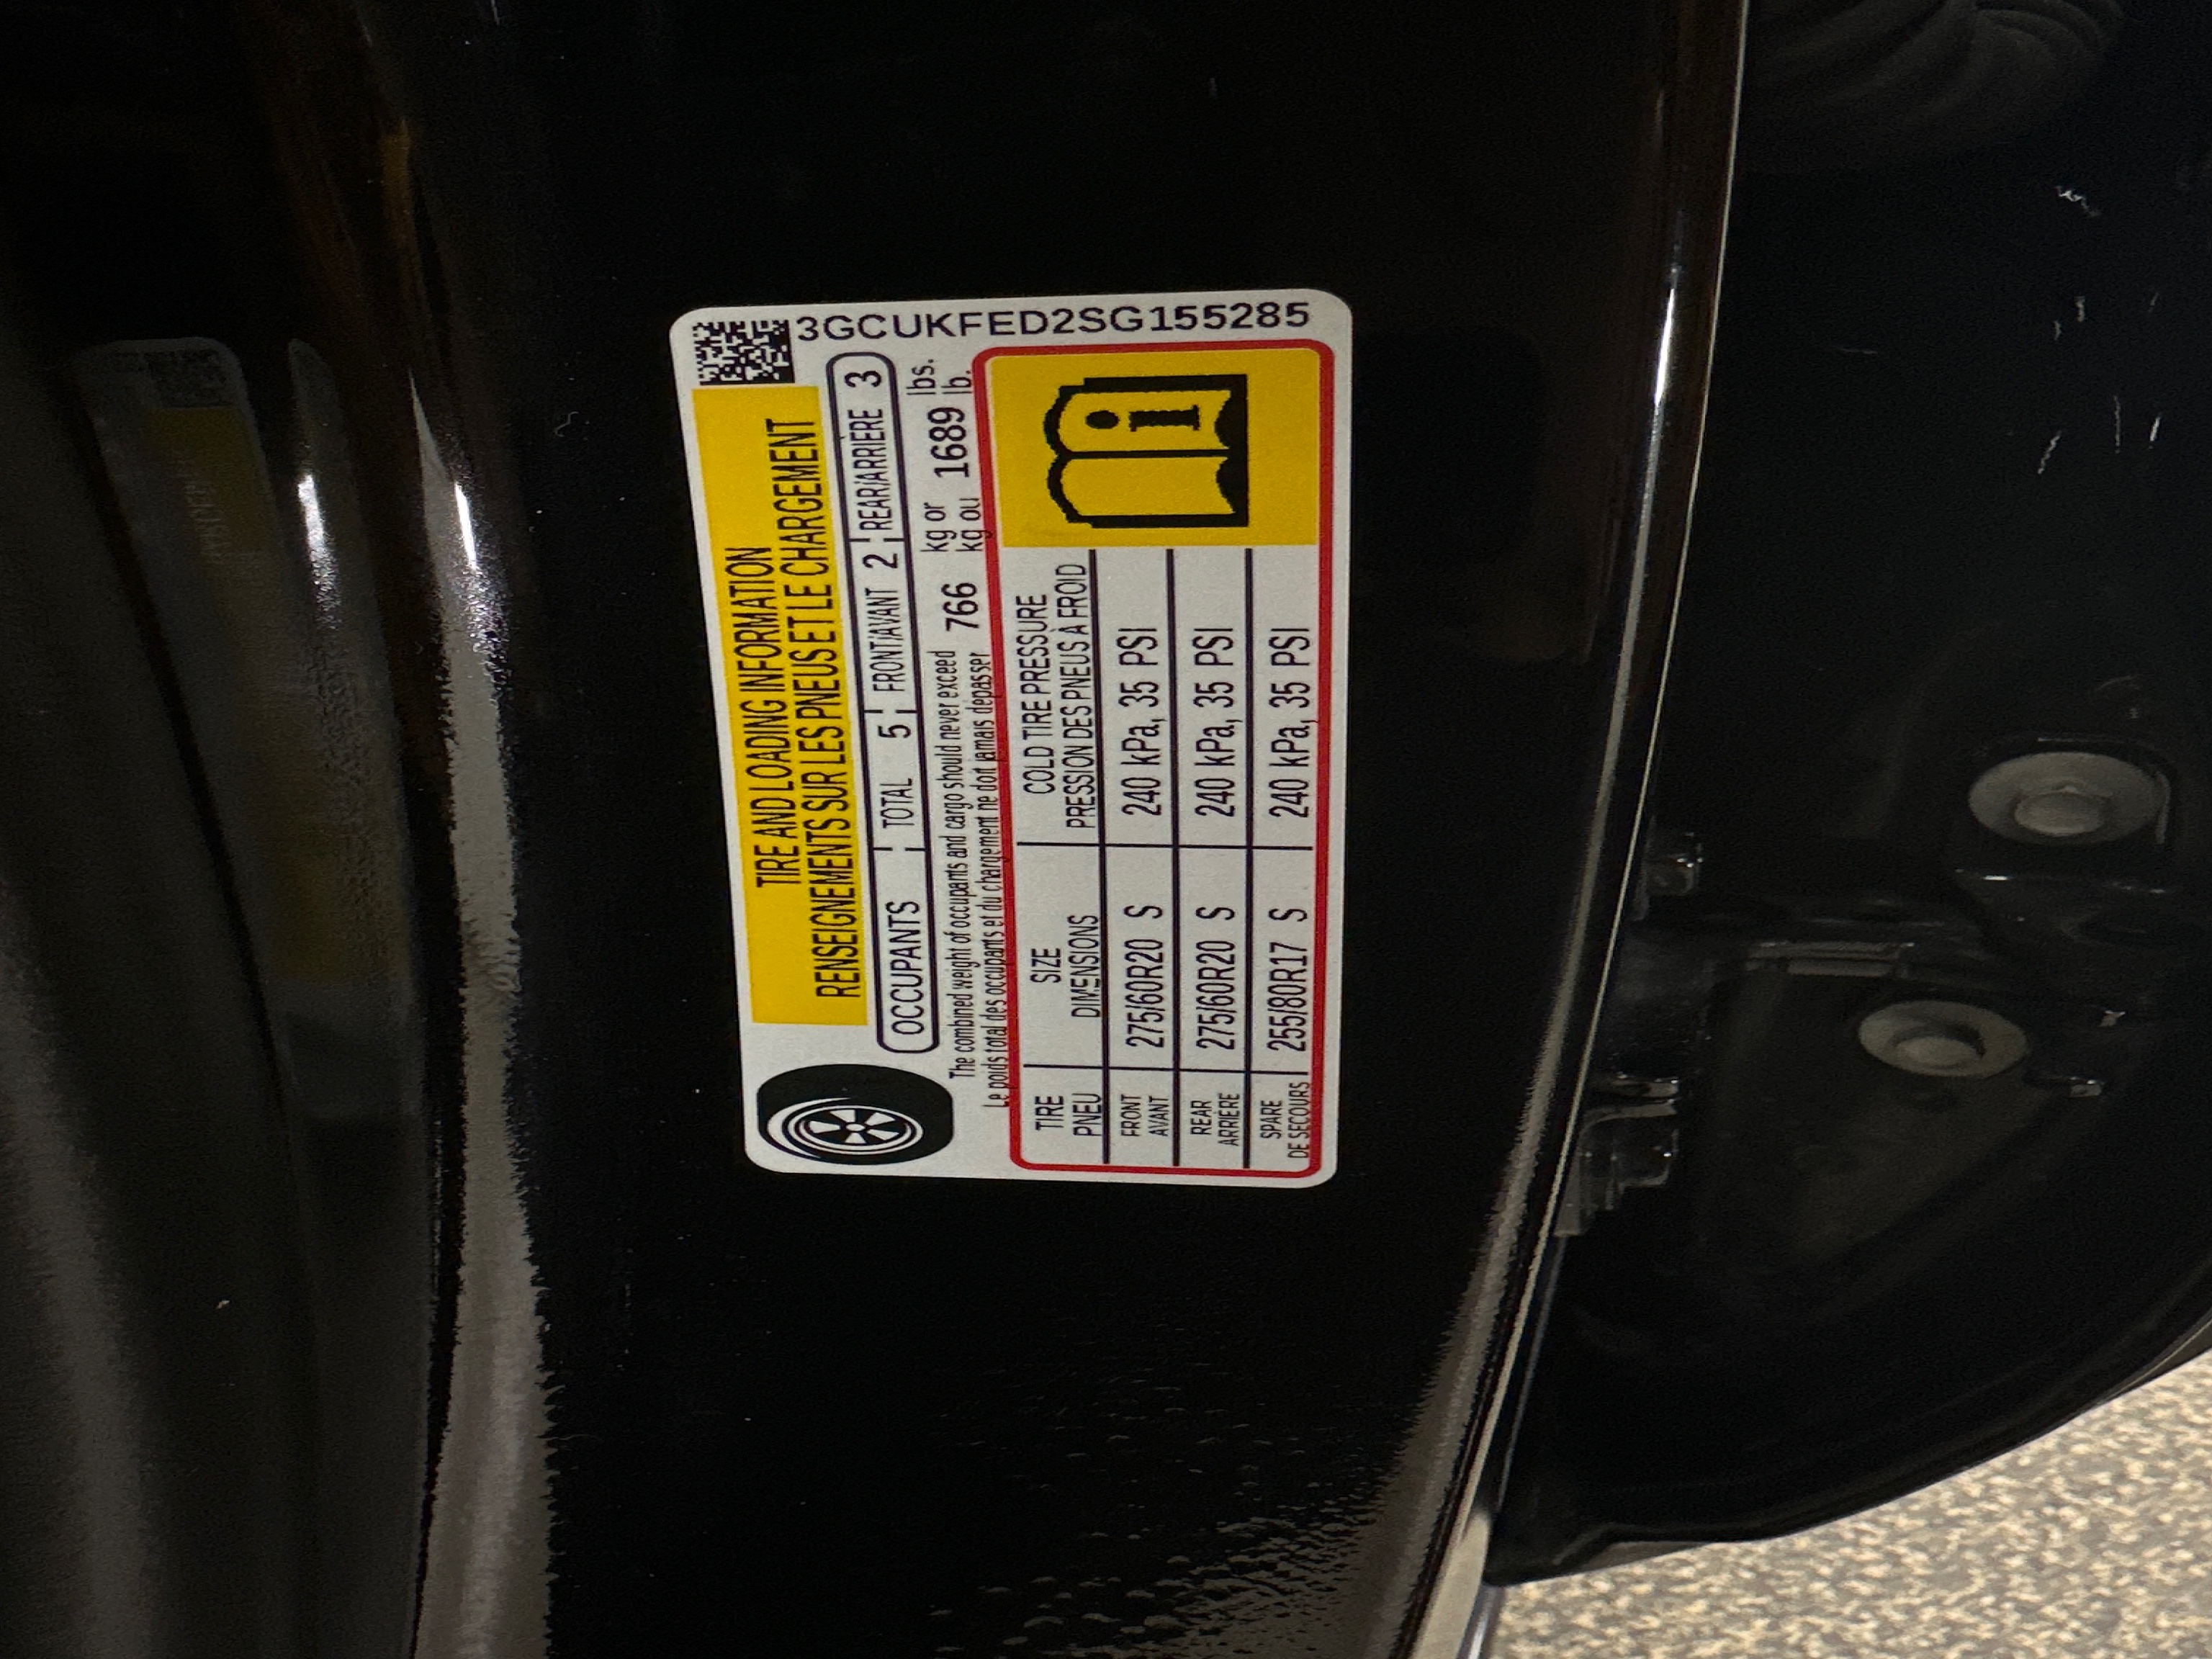 TIRE AND LOADING INFORMATION
RENSEIGNEMENTS SUR LES PNEUS ET LE CHARGEMENT
OCCUPANTS TOTAL 5 FRONT/AVANT 2 REAR/ARRIÈRE 3
The combined weight of occupants and cargo should never exceed 766 kg or 1689 lbs.
Le poids total des occupants et du chargement ne doit jamais dépasser kg ou lb.
TIRE SIZE COLD TIRE PRESSURE
PNEU DIMENSIONS PRESSION DES PNEUS À FROID
FRONT
AVANT 275/60R20 S 240 kPa, 35 PSI
REAR
ARRIÈRE 275/60R20 S 240 kPa, 35 PSI
SPARE
DE SECOURS 255/80R17 S 240 kPa, 35 PSI
i
3GCUKFED2SG155285